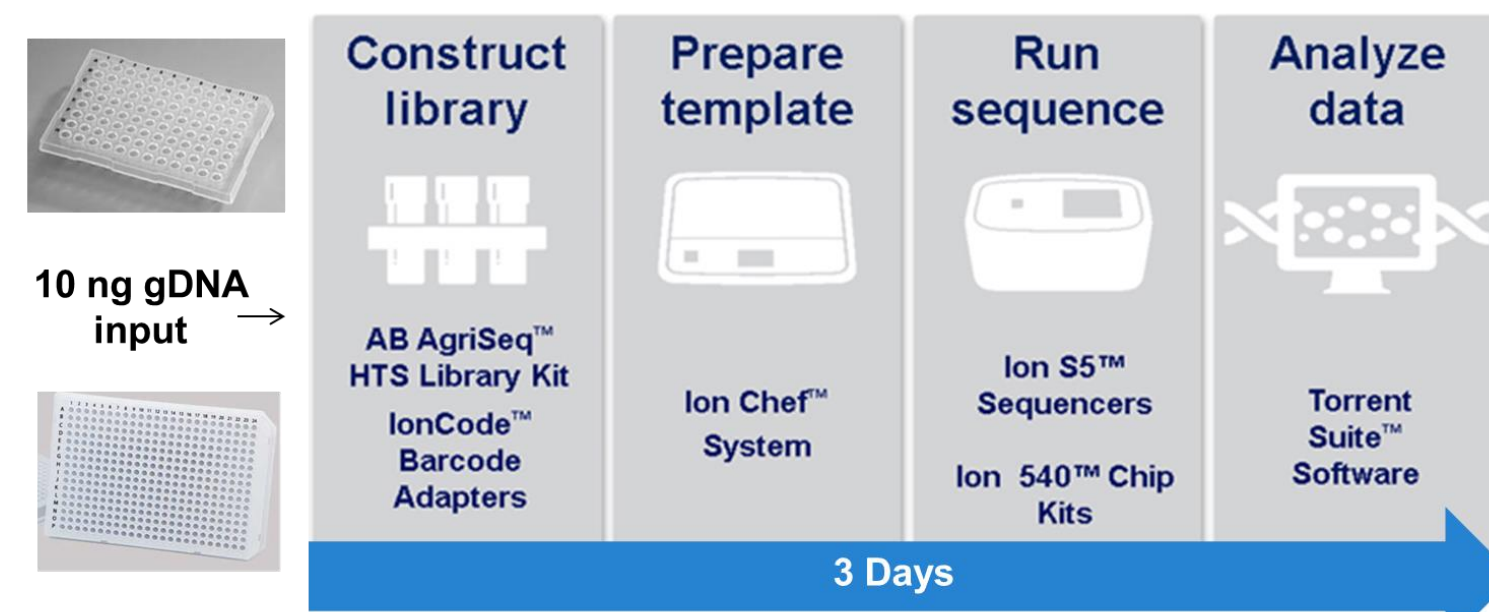 10 ng gDNA
input
Construct
library
AB AgriSeq™
HTS Library Kit
IonCode™
Barcode
Adapters
Prepare
template
Ion Chef™
System
Run
sequence
Ion S5™
Sequencers
Ion 540™ Chip
Kits
Analyze
data
Torrent
Suite™
Software
3 Days